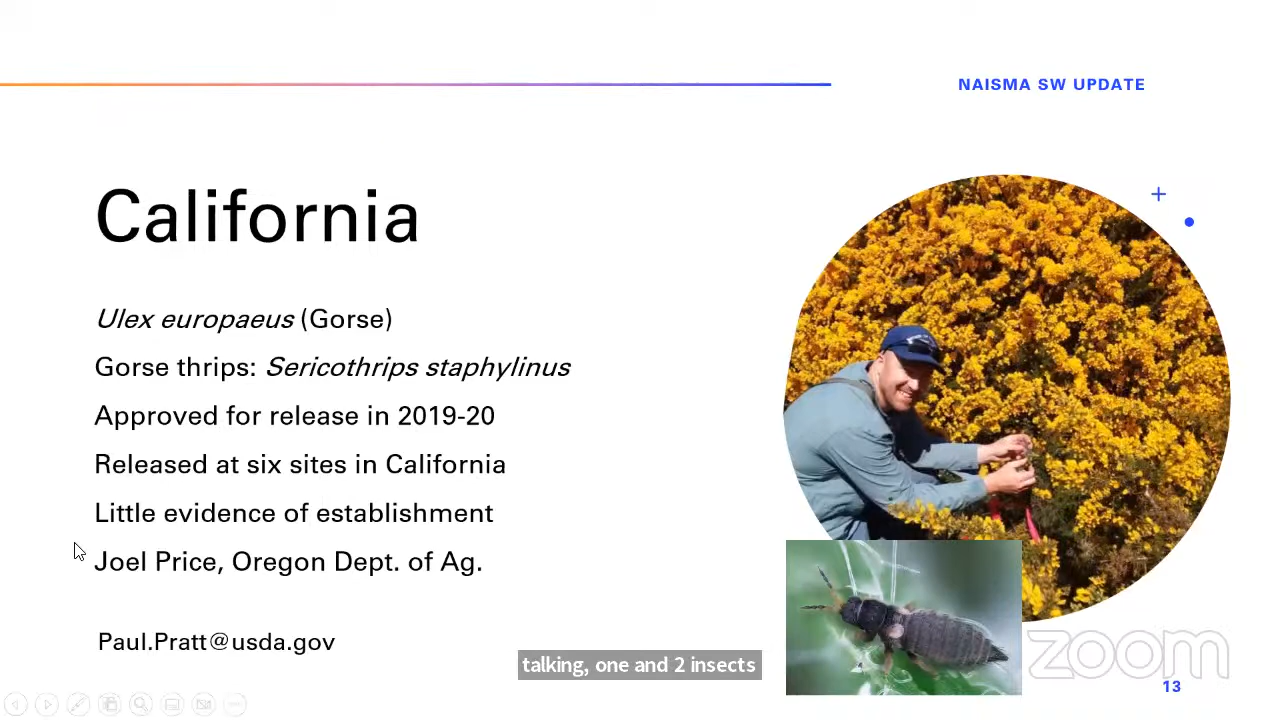 NAISMA SW UPDATE
California
Ulex europaeus (Gorse)
Gorse thrips: Sericothrips staphylinus
Approved for release in 2019-20
Released at six sites in California
Little evidence of establishment
Joel Price, Oregon Dept. of Ag.
Paul.Pratt@usda.gov
talking, one and 2 insects
zoom
13